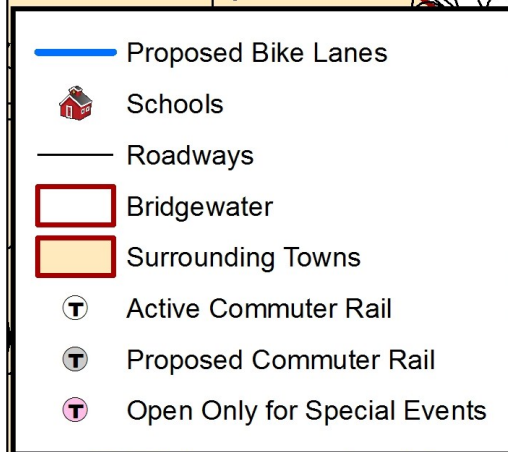 Proposed Bike Lanes
Schools
Roadways
Bridgewater
Surrounding Towns
T Active Commuter Rail
T Proposed Commuter Rail
T Open Only for Special Events